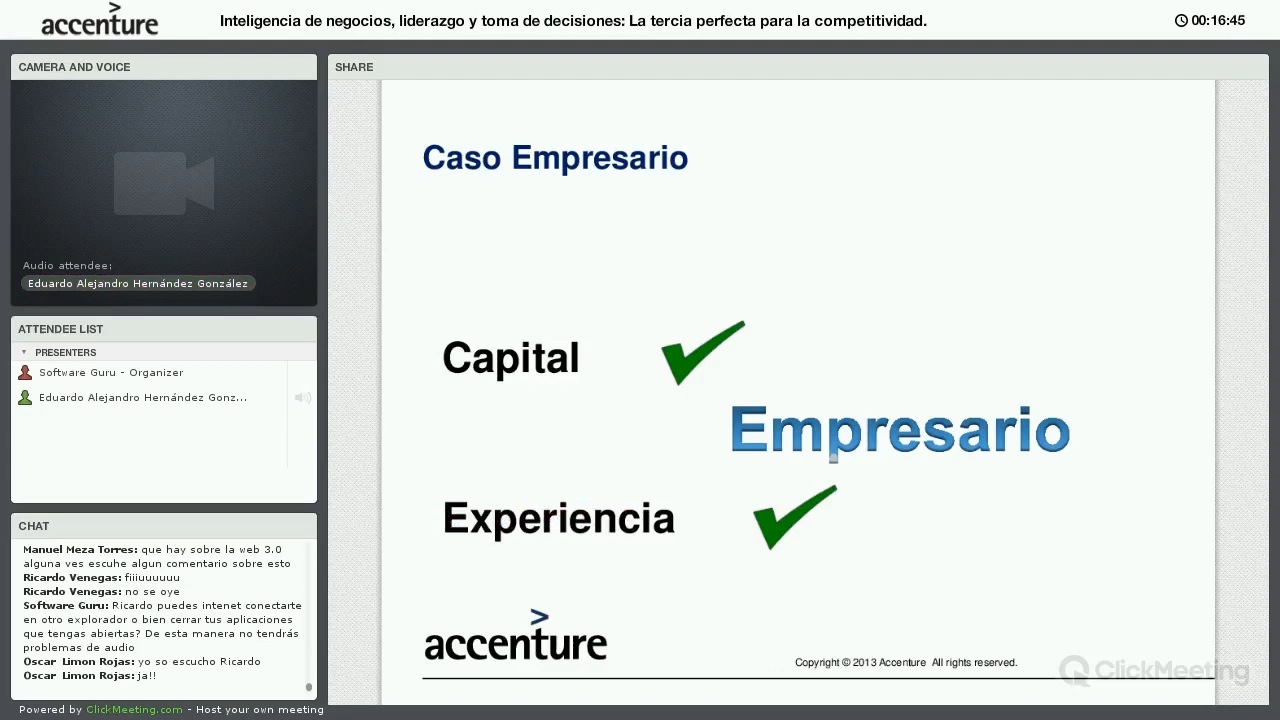 accenture
Inteligencia de negocios, liderazgo y toma de decisiones: La tercia perfecta para la competitividad.
00:16:45
CAMERA AND VOICE
Audio attendee:
Eduardo Alejandro Hernández González
ATTENDEE LIST
PRESENTERS
Software Guru - Organizer
Eduardo Alejandro Hernández Gonz...
CHAT
Manuel Meza Torres: que hay sobre la web 3.0
alguna ves escuhe algun comentario sobre esto
Ricardo Venegas: fiiiuuuuuu
Ricardo Venegas: no se oye
Software Guru: Ricardo puedes intenet conectarte
en otro explorador o bien cerrar tus aplicaciones
que tengas abiertas? De esta manera no tendrás
problemas de audio
Oscar Limon Rojas: yo so escucho Ricardo
Oscar Limon Rojas: ja!!
Powered by ClickMeeting.com - Host your own meeting
SHARE
Caso Empresario
Capital
Empresario
Experiencia
accenture
Copyright © 2013 Accenture All rights reserved.
ClickMeeting